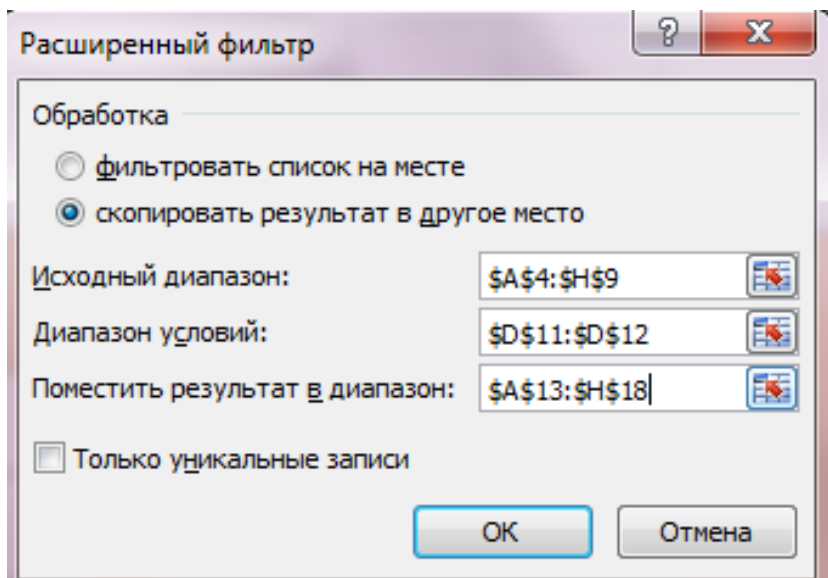 Расширенный фильтр
Обработка
фильтровать список на месте
скопировать результат в другое место
Исходный диапазон: $A$4:$H$9
Диапазон условий: $D$11:$D$12
Поместить результат в диапазон: $A$13:$H$18
Только уникальные записи
ОК Отмена